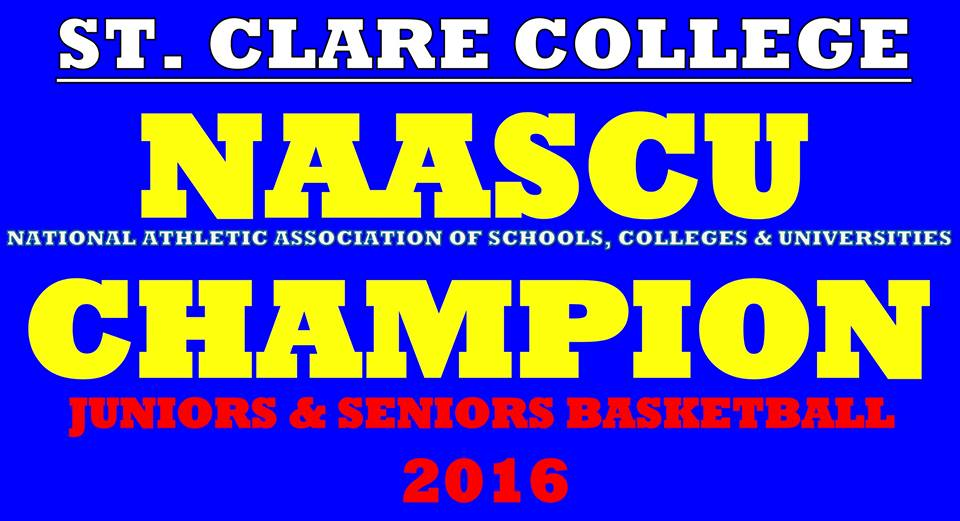 ST. CLARE COLLEGE
NAASCU
NATIONAL ATHLETIC ASSOCIATION OF SCHOOLS, COLLEGES & UNIVERSITIES
CHAMPION
JUNIORS & SENIORS BASKETBALL
2016